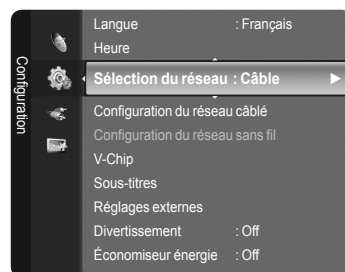 Configuration
Langue : Français
Heure
Sélection du réseau : Câble
Configuration du réseau câblé
Configuration du réseau sans fil
V-Chip
Sous-titres
Réglages externes
Divertissement : Off
Économiseur énergie : Off